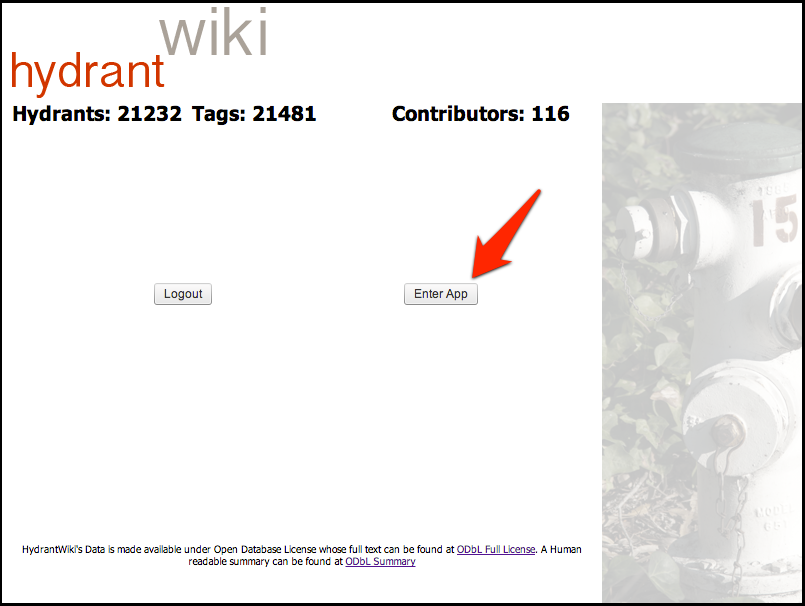 wiki
hydrant
Hydrants: 21232 Tags: 21481 Contributors: 116
15
Logout Enter App
HydrantWiki's Data is made available under Open Database License whose full text can be found at ODbL Full License. A Human
readable summary can be found at ODbL Summary